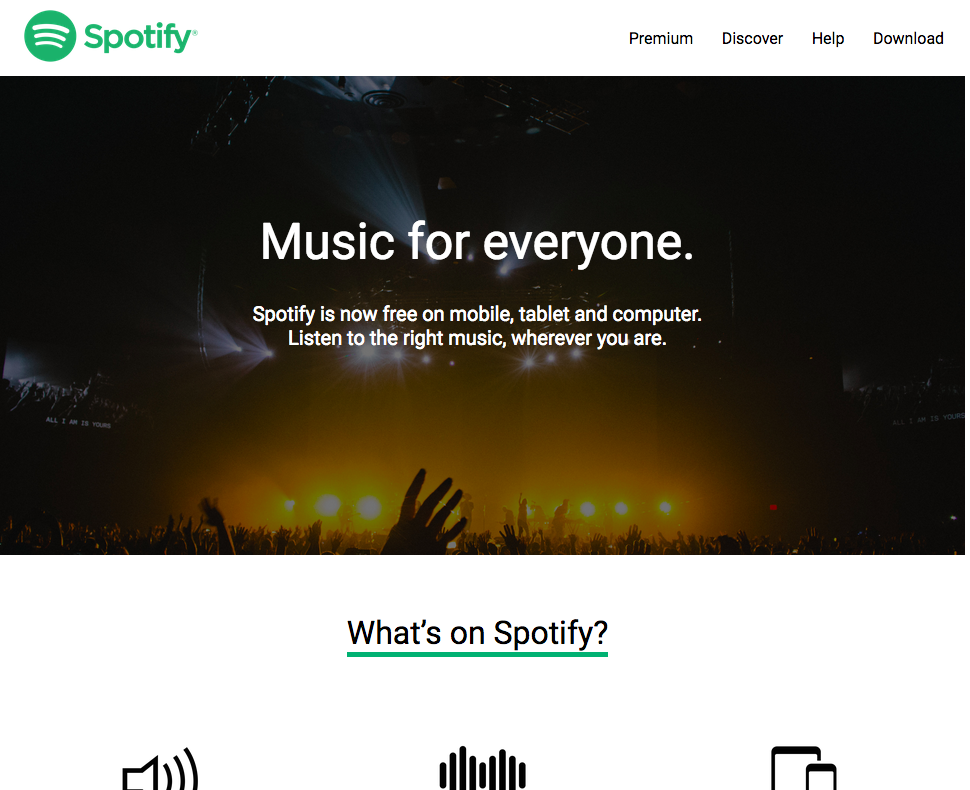 Spotify®
Premium
Discover
Help
Download
Music for everyone.
Spotify is now free on mobile, tablet and computer.
Listen to the right music, wherever you are.
ALL I AM IS YOURS
ALL I AM IS YOURS
What's on Spotify?